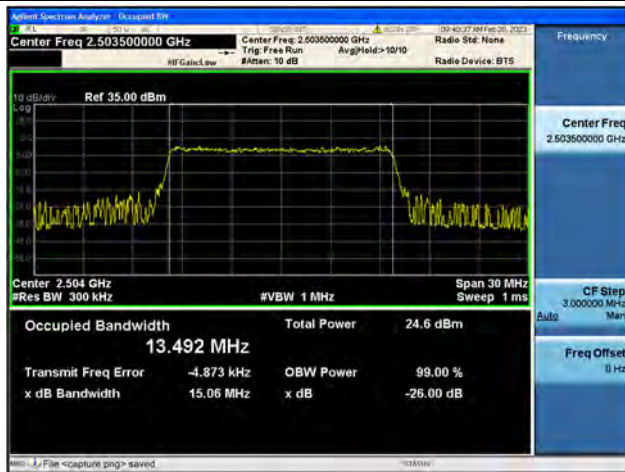 Agilent Spectrum Analyzer - Occupied BW
09:40:37 AM Feb 20, 2023
Center Freq 2.503500000 GHz
Center Freq: 2.503500000 GHz
Radio Std: None
Trig: Free Run
Avg|Hold:>10/10
#IFGain:Low
#Atten: 10 dB
Radio Device: BTS
10 dB/div
Ref 35.00 dBm
Log
Center 2.504 GHz
Span 30 MHz
#Res BW 300 kHz
#VBW 1 MHz
Sweep 1 ms
Occupied Bandwidth
Total Power
24.6 dBm
13.492 MHz
Transmit Freq Error
-4.873 kHz
OBW Power
99.00 %
x dB Bandwidth
15.06 MHz
x dB
-26.00 dB
Frequency
Center Freq
2.503500000 GHz
CF Step
3.000000 MHz
Auto
Man
Freq Offset
0 Hz
MSG
File <capture.png> saved
STATUS